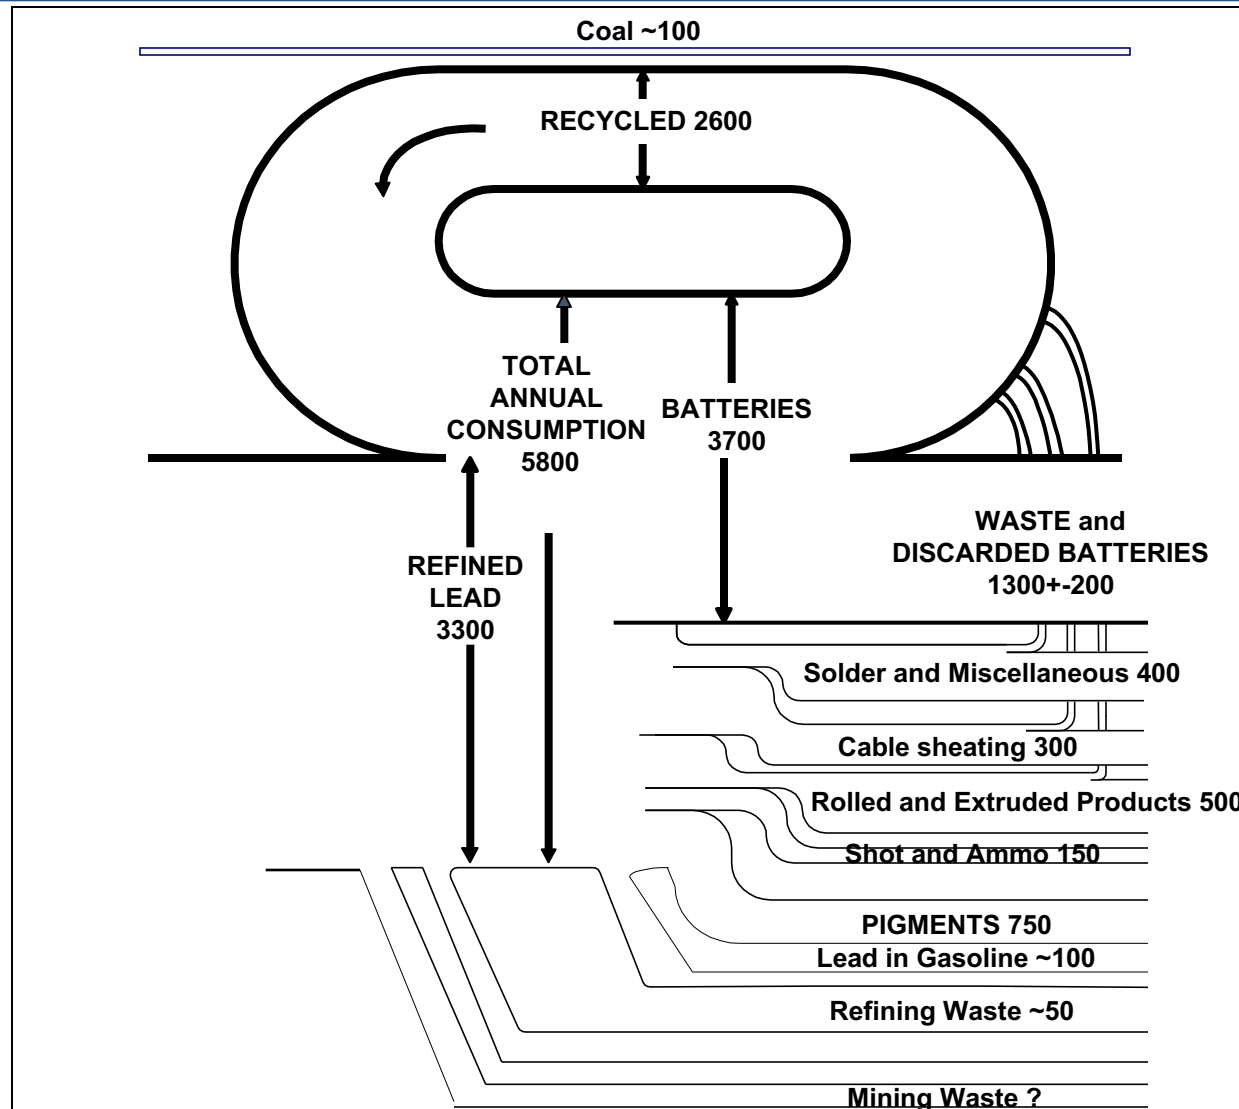 Coal ~100
RECYCLED 2600
TOTAL
ANNUAL
CONSUMPTION
5800
BATTERIES
3700
REFINED
LEAD
3300
WASTE and
DISCARDED BATTERIES
1300+-200
Solder and Miscellaneous 400
Cable sheating 300
Rolled and Extruded Products 500
Shot and Ammo 150
PIGMENTS 750
Lead in Gasoline ~100
Refining Waste ~50
Mining Waste ?